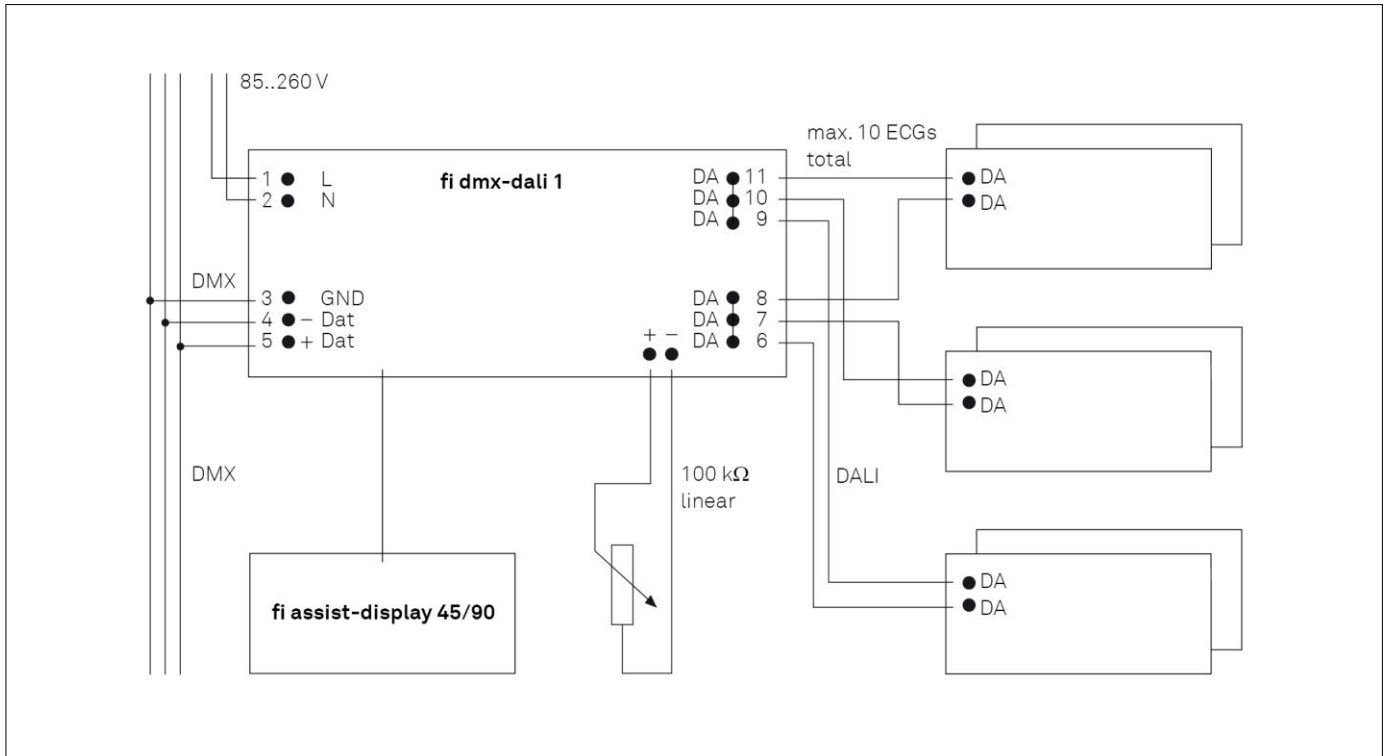 85..260 V
max. 10 ECGs
total
fi dmx-dali 1
1 L
2 N
DA 11
DA 10
DA 9
DA
DA
DMX
3 GND
4 – Dat
5 + Dat
DA 8
DA 7
DA 6
+ –
DA
DA
DMX
100 kΩ
linear
DALI
fi assist-display 45/90
DA
DA